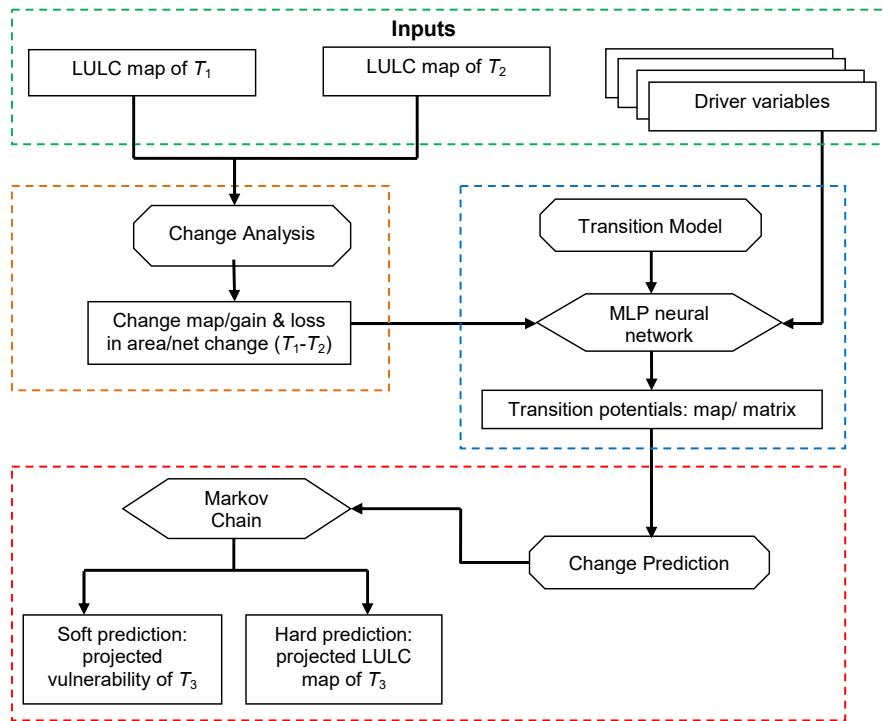 Inputs
LULC map of T₁
LULC map of T₂
Driver variables
Change Analysis
Transition Model
Change map/gain & loss
in area/net change (T₁-T₂)
MLP neural
network
Transition potentials: map/ matrix
Markov
Chain
Change Prediction
Soft prediction:
projected
vulnerability of T₃
Hard prediction:
projected LULC
map of T₃